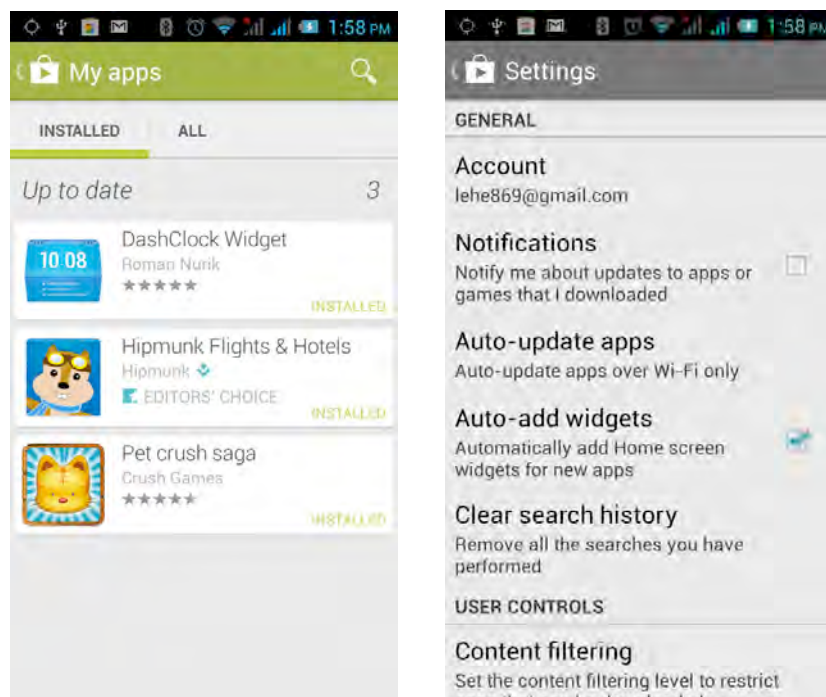 1:58 PM
My apps
INSTALLED
ALL
Up to date
3
10 08
DashClock Widget
Roman Nurik
INSTALLED
Hipmunk Flights & Hotels
Hipmunk
EDITORS' CHOICE
INSTALLED
Pet crush saga
Crush Games
INSTALLED
1:58 PM
Settings
GENERAL
Account
lehe869@gmail.com
Notifications
Notify me about updates to apps or
games that I downloaded
Auto-update apps
Auto-update apps over Wi-Fi only
Auto-add widgets
Automatically add Home screen
widgets for new apps
Clear search history
Remove all the searches you have
performed
USER CONTROLS
Content filtering
Set the content filtering level to restrict